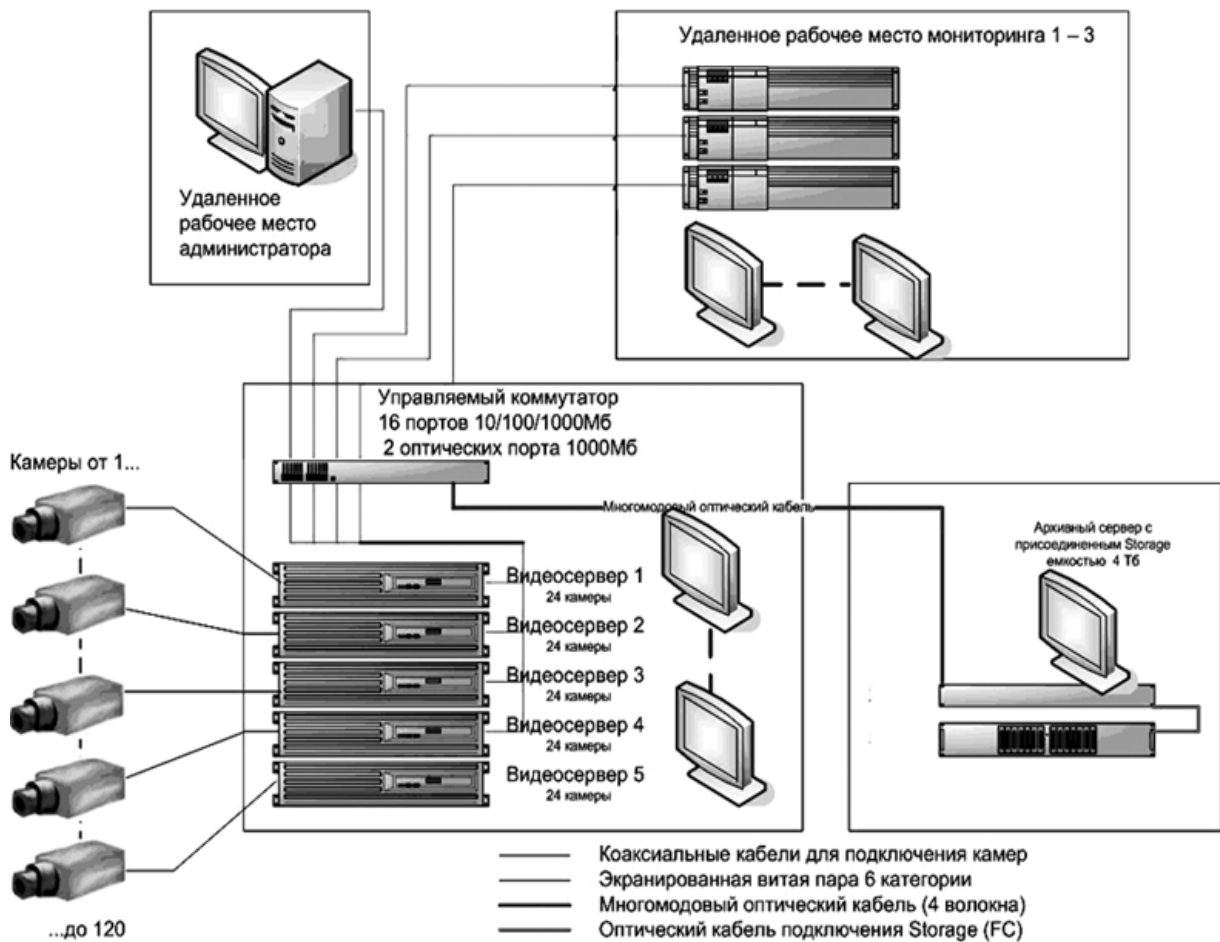 Удаленное
рабочее место
администратора
Удаленное рабочее место мониторинга 1 – 3
Управляемый коммутатор
16 портов 10/100/1000Мб
2 оптических порта 1000Мб
Камеры от 1...
Многомодовый оптический кабель
Архивный сервер с
присоединенным Storage
емкостью 4 Тб
Видеосервер 1
24 камеры
Видеосервер 2
24 камеры
Видеосервер 3
24 камеры
Видеосервер 4
24 камеры
Видеосервер 5
24 камеры
...до 120
Коаксиальные кабели для подключения камер
Экранированная витая пара 6 категории
Многомодовый оптический кабель (4 волокна)
Оптический кабель подключения Storage (FC)